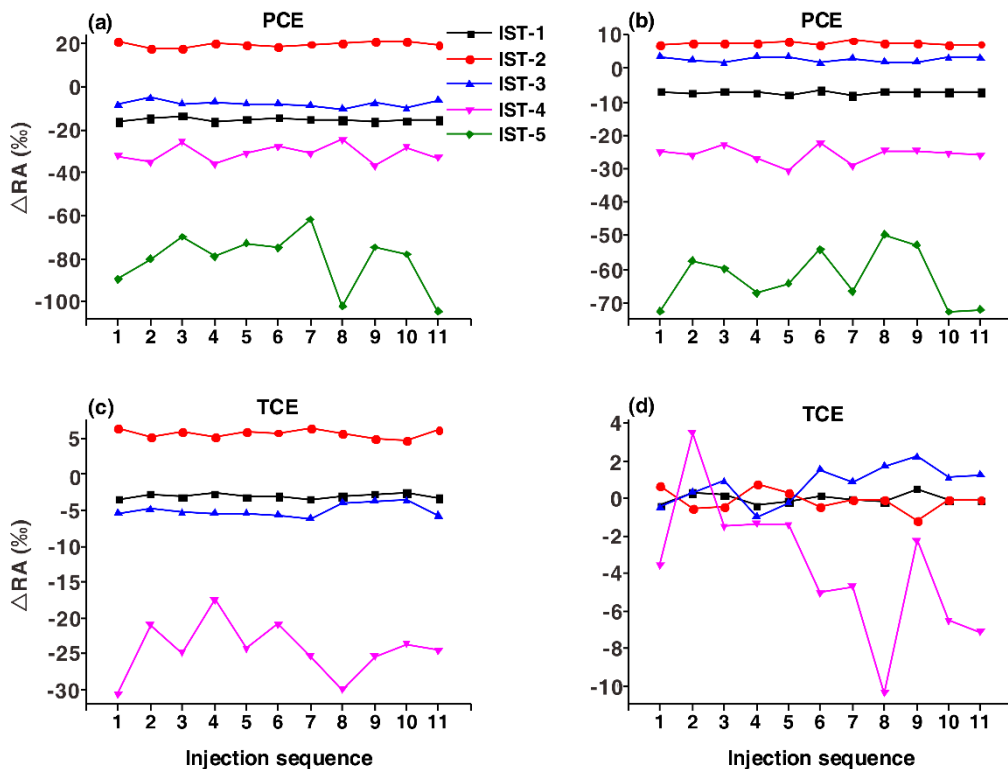 (a) PCE
IST-1
IST-2
IST-3
IST-4
IST-5
△RA (‰)
20
0
-20
-40
-60
-80
-100
1 2 3 4 5 6 7 8 9 10 11
(b) PCE
10
0
-10
-20
-30
-40
-50
-60
-70
1 2 3 4 5 6 7 8 9 10 11
(c) TCE
△RA (‰)
5
0
-5
-10
-15
-20
-25
-30
1 2 3 4 5 6 7 8 9 10 11
Injection sequence
(d) TCE
4
2
0
-2
-4
-6
-8
-10
1 2 3 4 5 6 7 8 9 10 11
Injection sequence